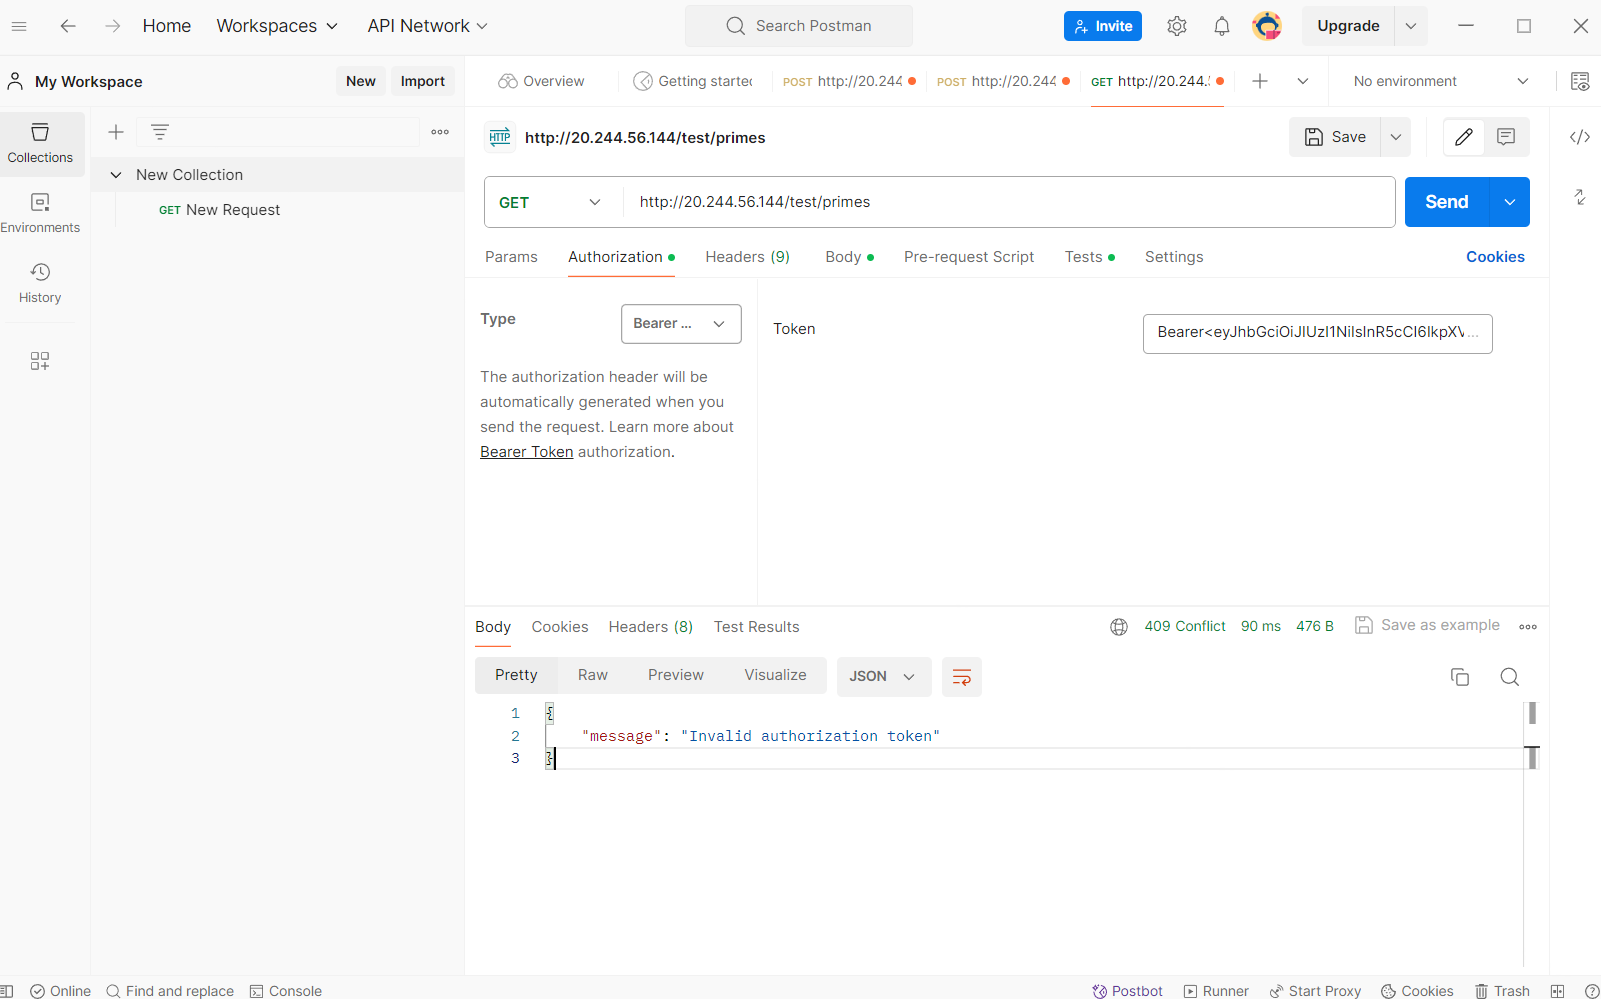 Home Workspaces API Network Search Postman Invite Upgrade
My Workspace New Import Overview Getting started POST http://20.244 POST http://20.244 GET http://20.244. No environment
Collections
Environments
History
New Collection
GET New Request
HTTP http://20.244.56.144/test/primes Save
GET http://20.244.56.144/test/primes Send
Params Authorization Headers (9) Body Pre-request Script Tests Settings Cookies
Type Bearer ...
The authorization header will be
automatically generated when you
send the request. Learn more about
Bearer Token authorization.
Token Bearer<eyJhbGciOiJIUzI1NiIsInR5cCI6IkpXV...
Body Cookies Headers (8) Test Results 409 Conflict 90 ms 476 B Save as example
Pretty Raw Preview Visualize JSON
1 {
2 "message": "Invalid authorization token"
3 }
Online Find and replace Console Postbot Runner Start Proxy Cookies Trash